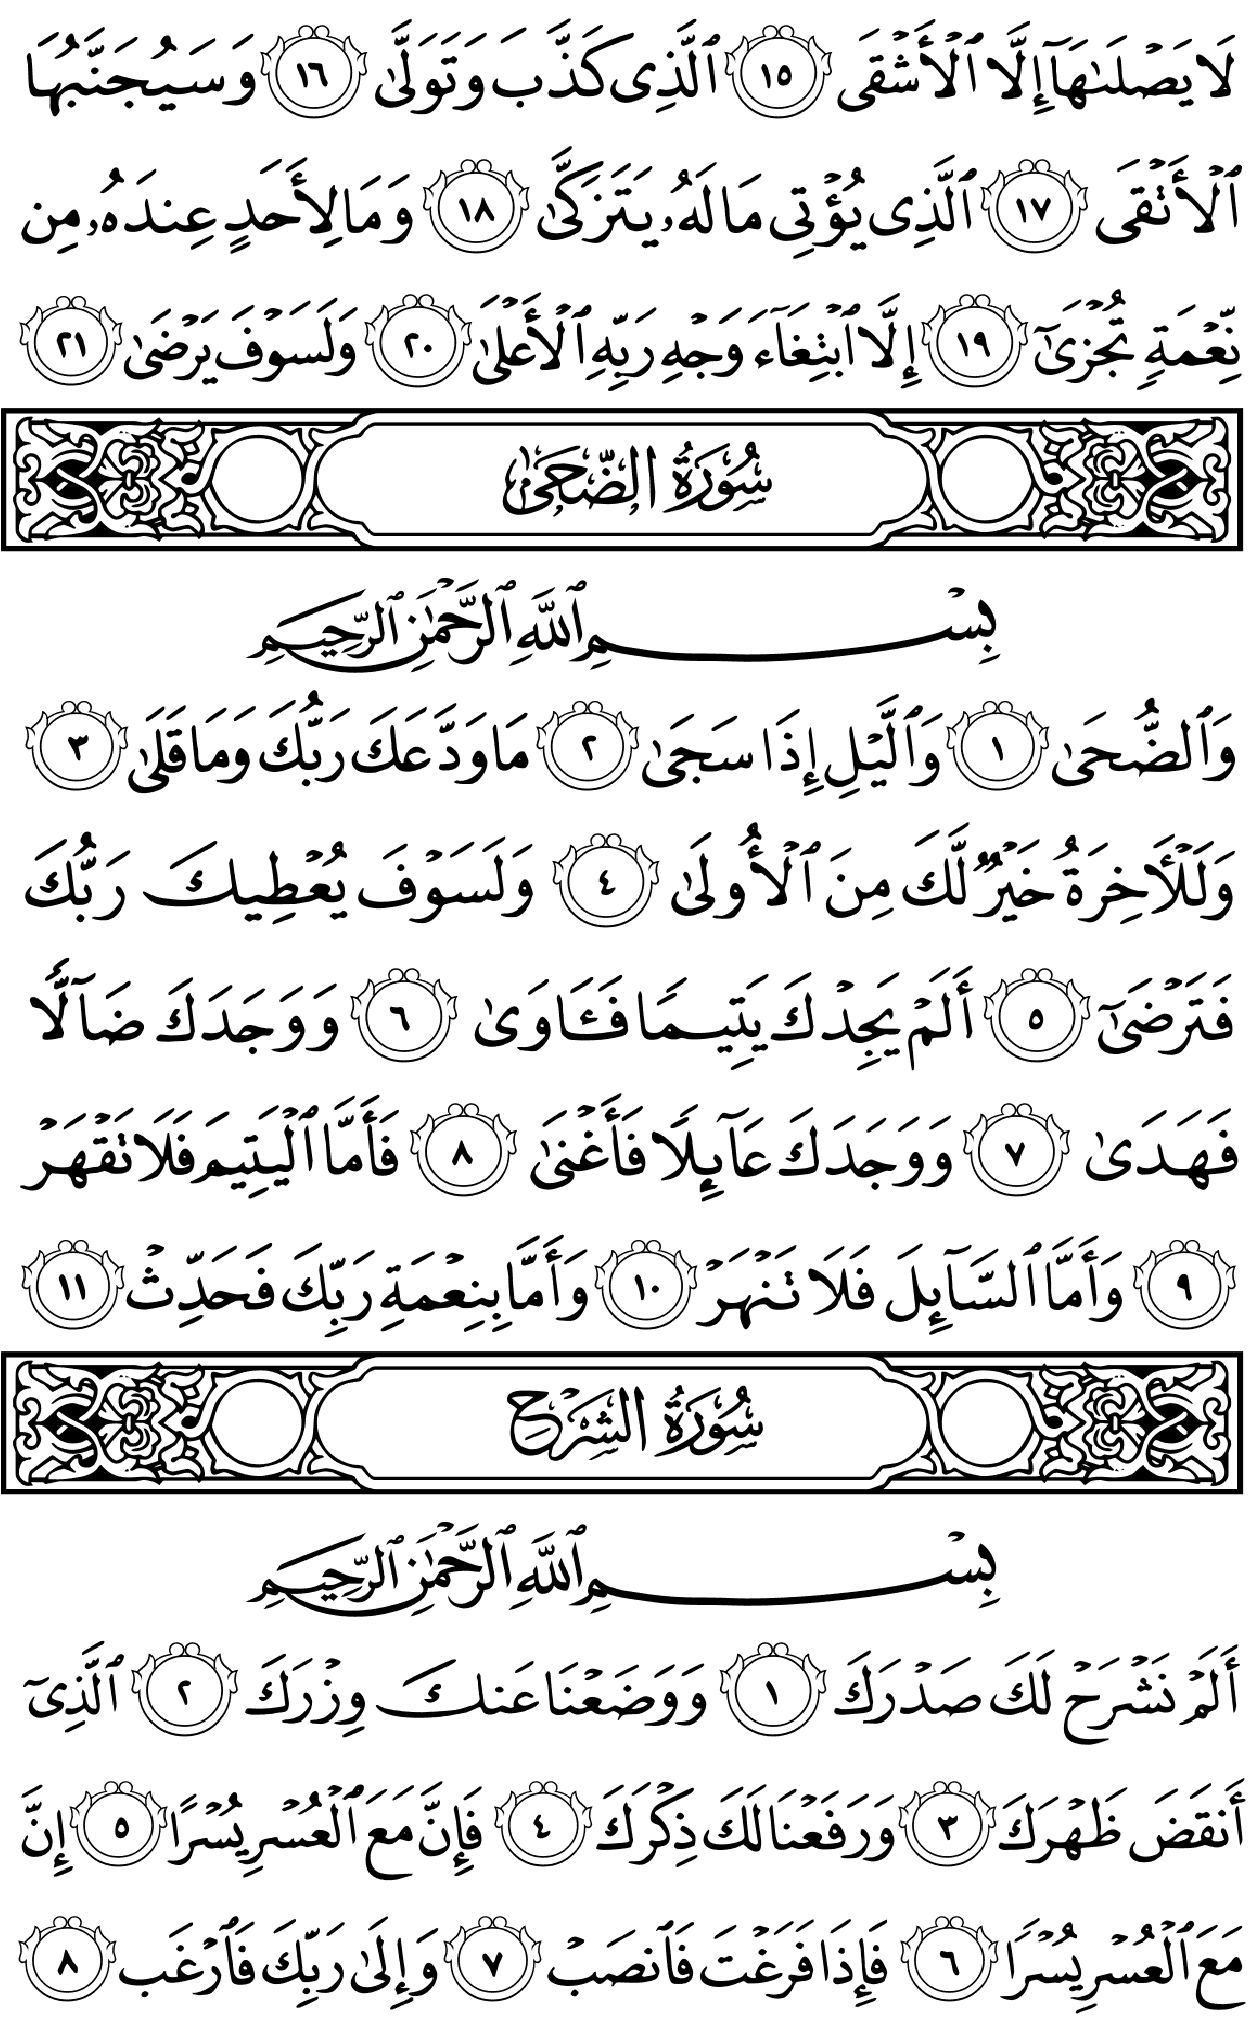 لَا يَصْلَىٰهَآ إِلَّا ٱلْأَشْقَى ١٥ ٱلَّذِى كَذَّبَ وَتَوَلَّىٰ ١٦ وَسَيُجَنَّبُهَا
ٱلْأَتْقَى ١٧ ٱلَّذِى يُؤْتِى مَالَهُۥ يَتَزَكَّىٰ ١٨ وَمَا لِأَحَدٍ عِندَهُۥ مِن
نِّعْمَةٍ تُجْزَىٰٓ ١٩ إِلَّا ٱبْتِغَآءَ وَجْهِ رَبِّهِ ٱلْأَعْلَىٰ ٢٠ وَلَسَوْفَ يَرْضَىٰ ٢١
سُورَةُ الضُّحَىٰ
بِسْمِ ٱللَّهِ ٱلرَّحْمَٰنِ ٱلرَّحِيمِ
وَٱلضُّحَىٰ ١ وَٱلَّيْلِ إِذَا سَجَىٰ ٢ مَا وَدَّعَكَ رَبُّكَ وَمَا قَلَىٰ ٣
وَلَلْأَخِرَةُ خَيْرٌ لَّكَ مِنَ ٱلْأُولَىٰ ٤ وَلَسَوْفَ يُعْطِيكَ رَبُّكَ
فَتَرْضَىٰٓ ٥ أَلَمْ يَجِدْكَ يَتِيمًا فَـَٔاوَىٰ ٦ وَوَجَدَكَ ضَآلًّا
فَهَدَىٰ ٧ وَوَجَدَكَ عَآئِلًا فَأَغْنَىٰ ٨ فَأَمَّا ٱلْيَتِيمَ فَلَا تَقْهَرْ
٩ وَأَمَّا ٱلسَّآئِلَ فَلَا تَنْهَرْ ١٠ وَأَمَّا بِنِعْمَةِ رَبِّكَ فَحَدِّثْ ١١
سُورَةُ الشَّرْحِ
بِسْمِ ٱللَّهِ ٱلرَّحْمَٰنِ ٱلرَّحِيمِ
أَلَمْ نَشْرَحْ لَكَ صَدْرَكَ ١ وَوَضَعْنَا عَنكَ وِزْرَكَ ٢ ٱلَّذِىٓ
أَنقَضَ ظَهْرَكَ ٣ وَرَفَعْنَا لَكَ ذِكْرَكَ ٤ فَإِنَّ مَعَ ٱلْعُسْرِ يُسْرًا ٥ إِنَّ
مَعَ ٱلْعُسْرِ يُسْرًا ٦ فَإِذَا فَرَغْتَ فَٱنصَبْ ٧ وَإِلَىٰ رَبِّكَ فَٱرْغَب ٨